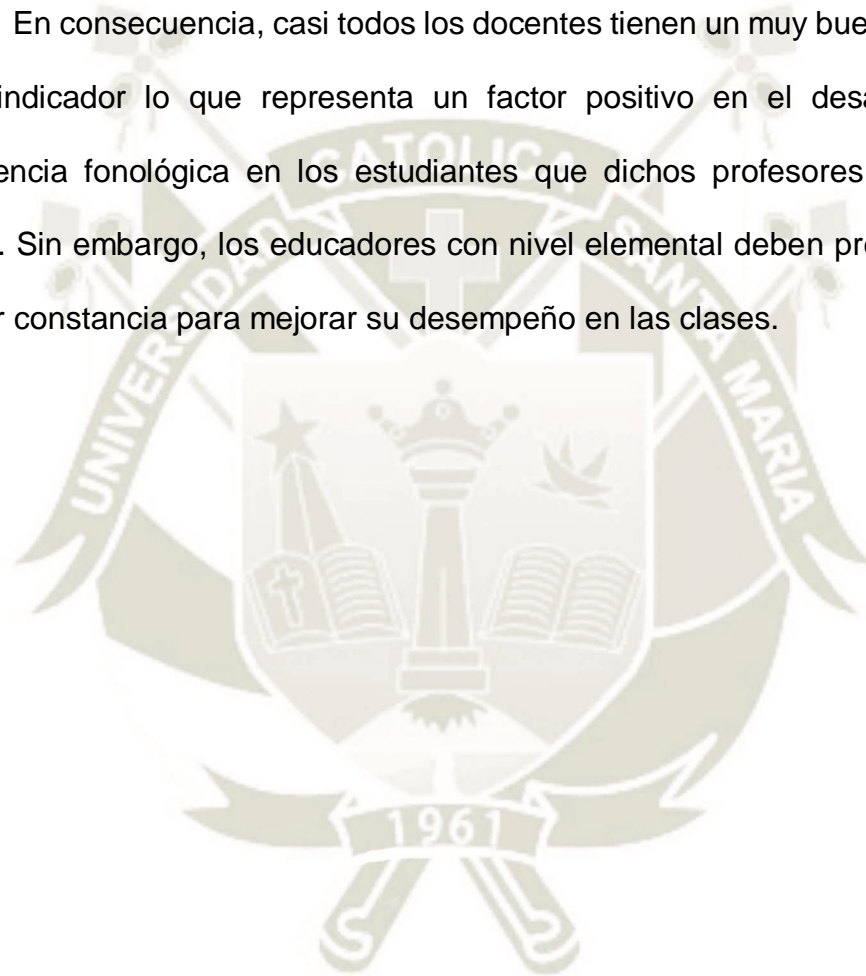 En consecuencia, casi todos los docentes tienen un muy bue
indicador lo que representa un factor positivo en el desa
encia fonológica en los estudiantes que dichos profesores
. Sin embargo, los educadores con nivel elemental deben pr
r constancia para mejorar su desempeño en las clases.
UNIVERSIDAD CATOLICA SANTA MARIA
1961